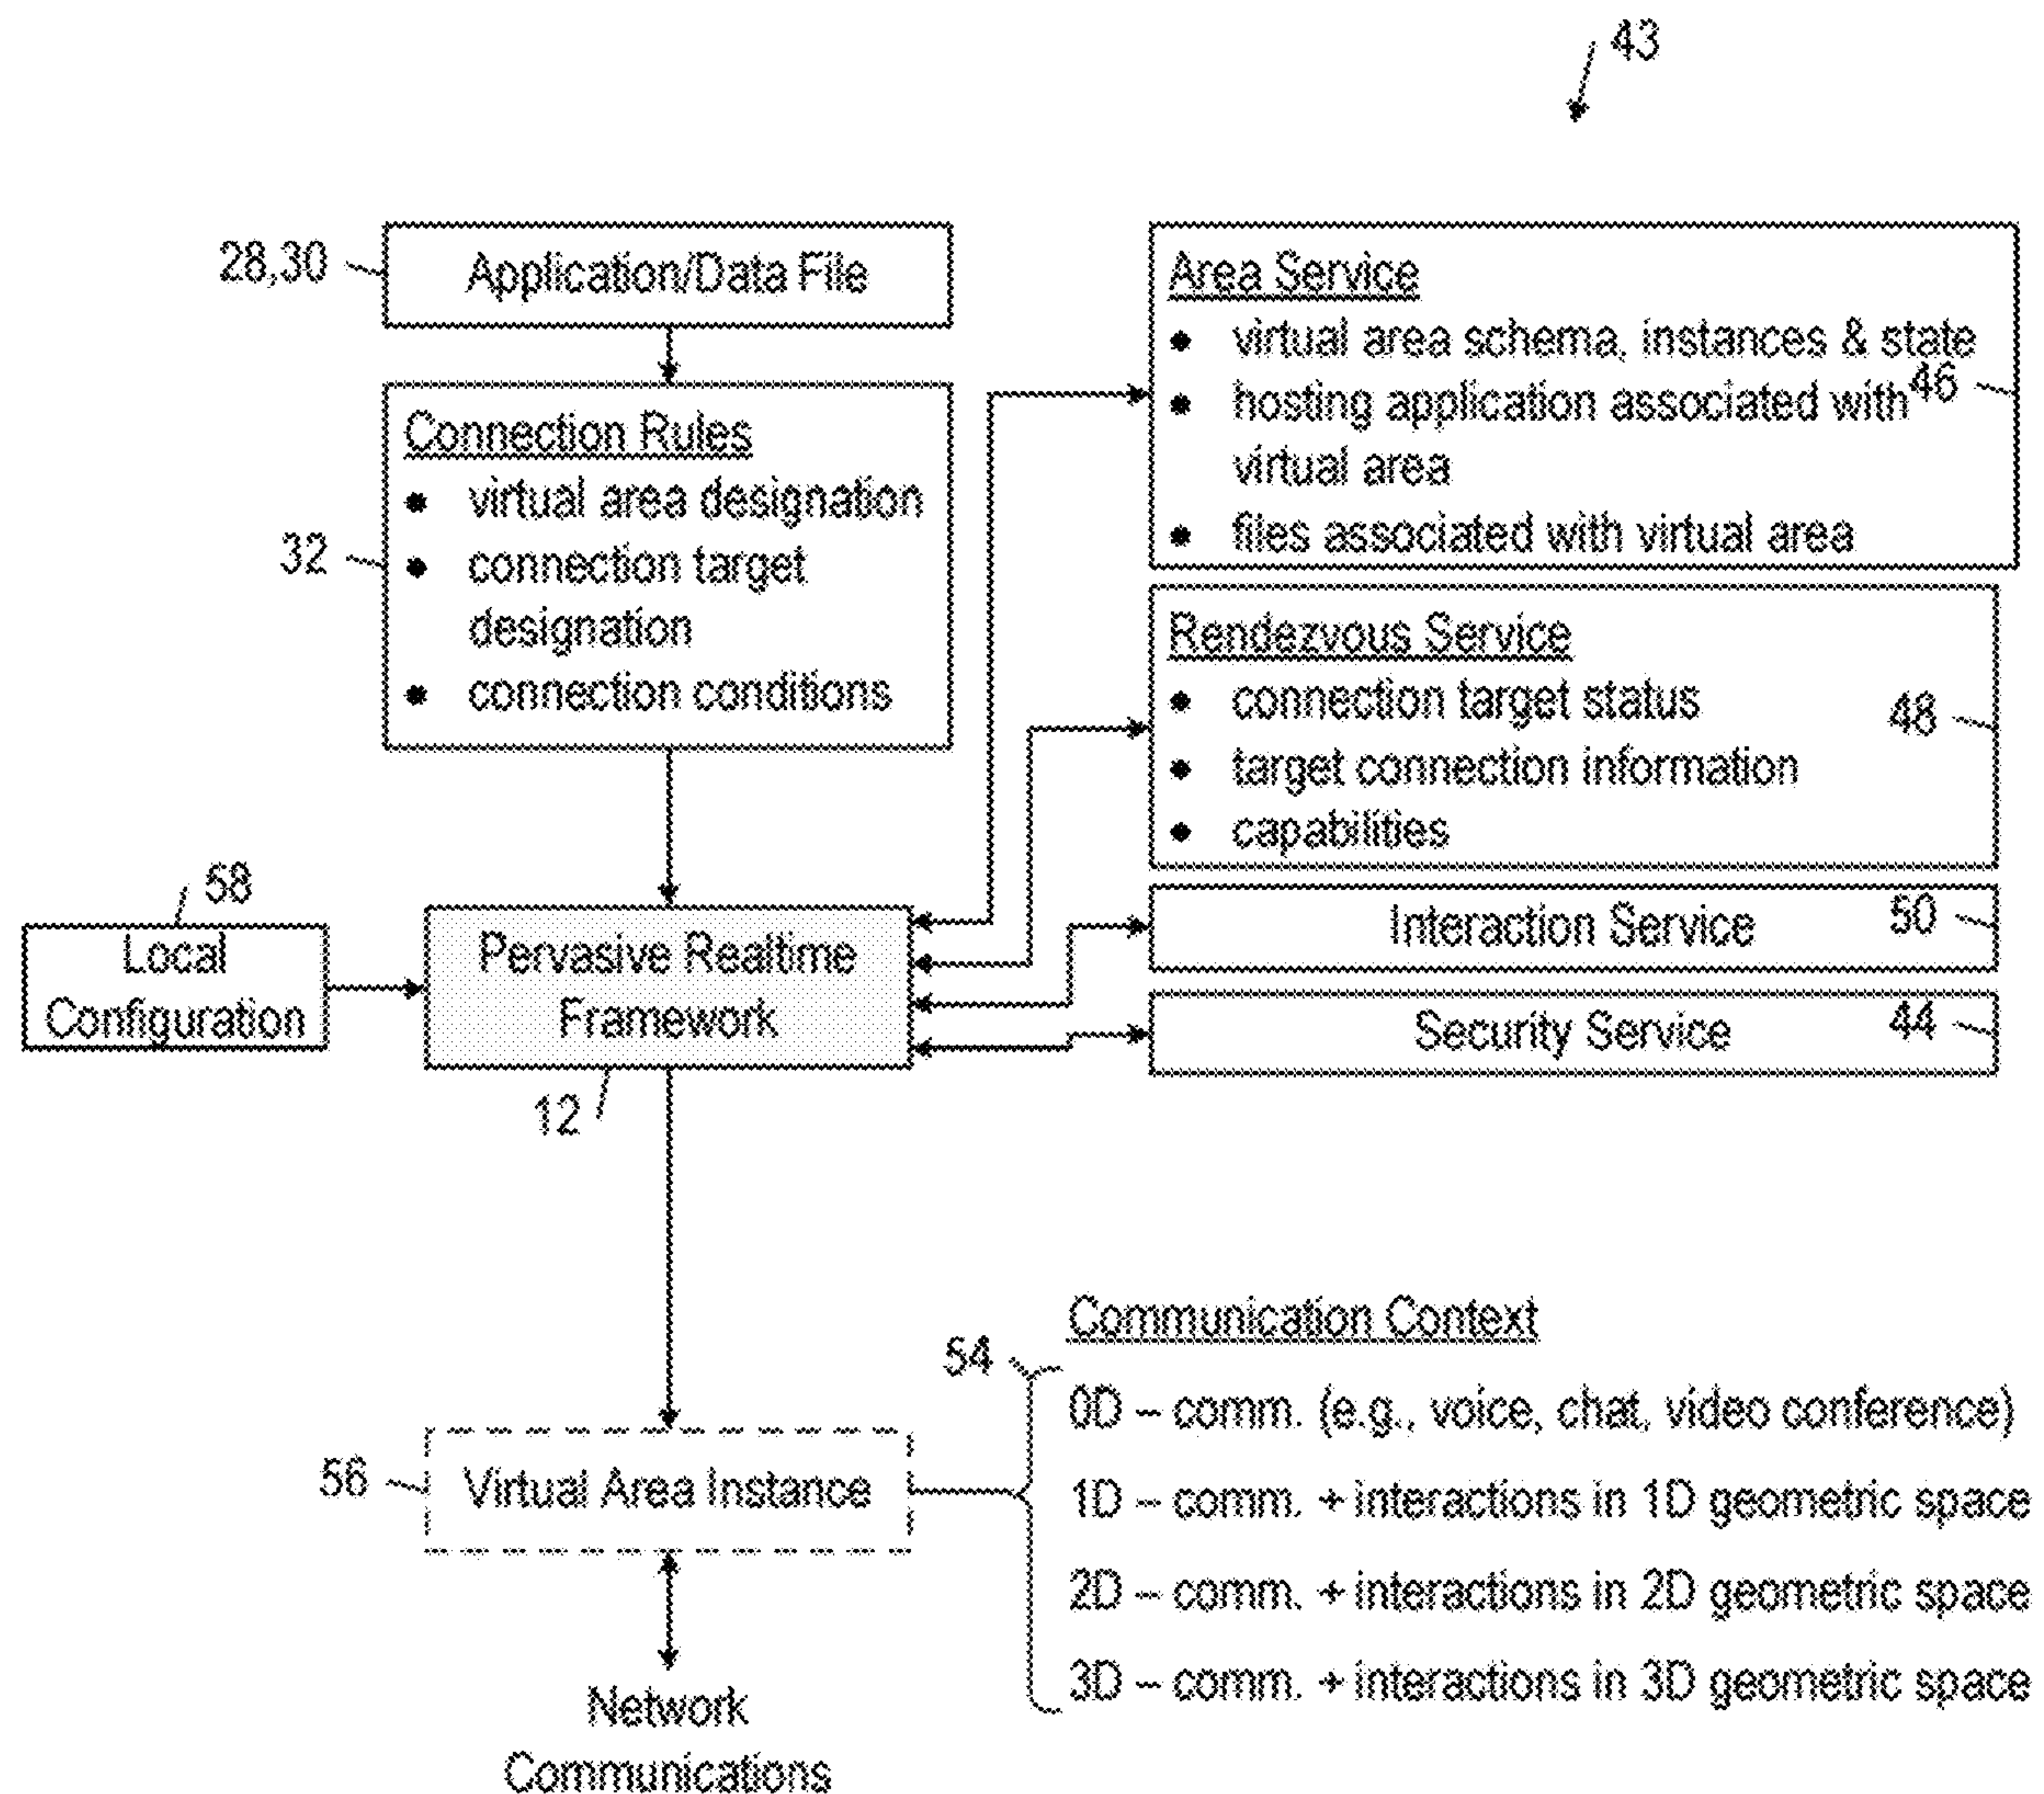 43
28,30
Application/Data File
Connection Rules
• virtual area designation
• connection target
designation
• connection conditions
32
Area Service
• virtual area schema, instances & state
• hosting application associated with
virtual area
• files associated with virtual area
46
Rendezvous Service
• connection target status
• target connection information
• capabilities
48
58
Local
Configuration
Pervasive Realtime
Framework
12
Interaction Service
50
Security Service
44
Communication Context
54
0D – comm. (e.g., voice, chat, video conference)
1D – comm. + interactions in 1D geometric space
2D – comm. + interactions in 2D geometric space
3D – comm. + interactions in 3D geometric space
56
Virtual Area Instance
Network
Communications